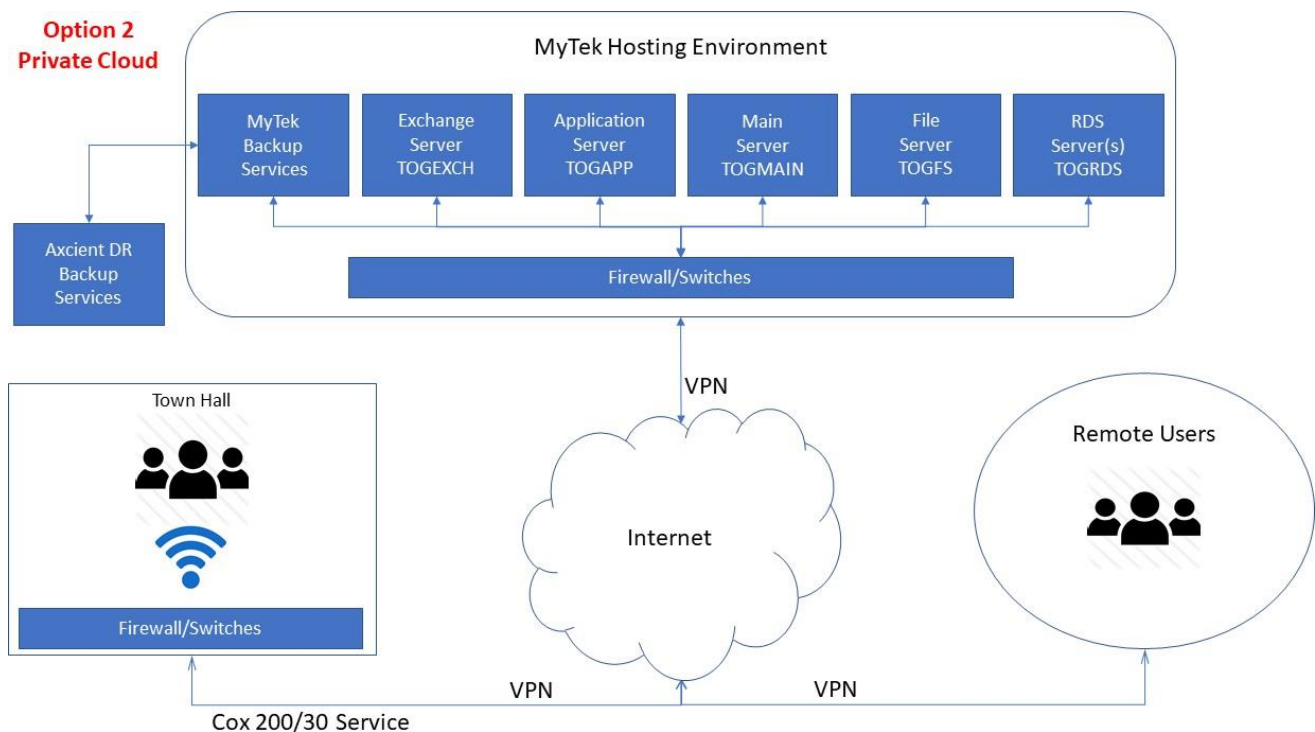 Option 2
Private Cloud
MyTek Hosting Environment
MyTek
Backup
Services
Exchange
Server
TOGEXCH
Application
Server
TOGAPP
Main
Server
TOGMAIN
File
Server
TOGFS
RDS
Server(s)
TOGRDS
Axcient DR
Backup
Services
Firewall/Switches
VPN
Town Hall
Firewall/Switches
Internet
Remote Users
VPN
VPN
Cox 200/30 Service